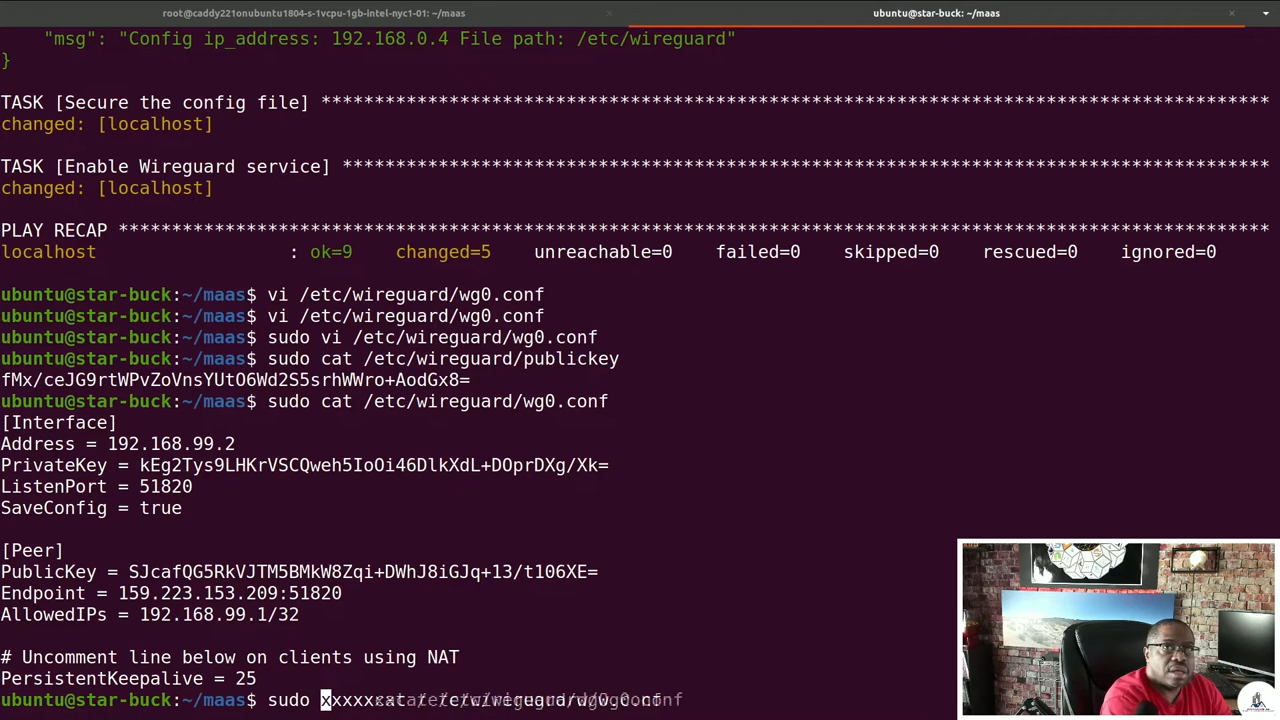 root@caddy221onubuntu1804-s-1vcpu-1gb-intel-nyc1-01: ~/maas
ubuntu@star-buck: ~/maas
"msg": "Config ip_address: 192.168.0.4 File path: /etc/wireguard"
}
TASK [Secure the config file] *****************************************************************************************
changed: [localhost]
TASK [Enable Wireguard service] ***************************************************************************************
changed: [localhost]
PLAY RECAP ************************************************************************************************************
localhost : ok=9 changed=5 unreachable=0 failed=0 skipped=0 rescued=0 ignored=0
ubuntu@star-buck:~/maas$ vi /etc/wireguard/wg0.conf
ubuntu@star-buck:~/maas$ vi /etc/wireguard/wg0.conf
ubuntu@star-buck:~/maas$ sudo vi /etc/wireguard/wg0.conf
ubuntu@star-buck:~/maas$ sudo cat /etc/wireguard/publickey
fMx/ceJG9rtWPvZoVnsYUtO6Wd2S5srhWWro+AodGx8=
ubuntu@star-buck:~/maas$ sudo cat /etc/wireguard/wg0.conf
[Interface]
Address = 192.168.99.2
PrivateKey = kEg2Tys9LHKrVSCQweh5IoOi46DlkXdL+DOprDXg/Xk=
ListenPort = 51820
SaveConfig = true
[Peer]
PublicKey = SJcafQG5RkVJTM5BMkW8Zqi+DWhJ8iGJq+13/t106XE=
Endpoint = 159.223.153.209:51820
AllowedIPs = 192.168.99.1/32
# Uncomment line below on clients using NAT
PersistentKeepalive = 25
ubuntu@star-buck:~/maas$ sudo